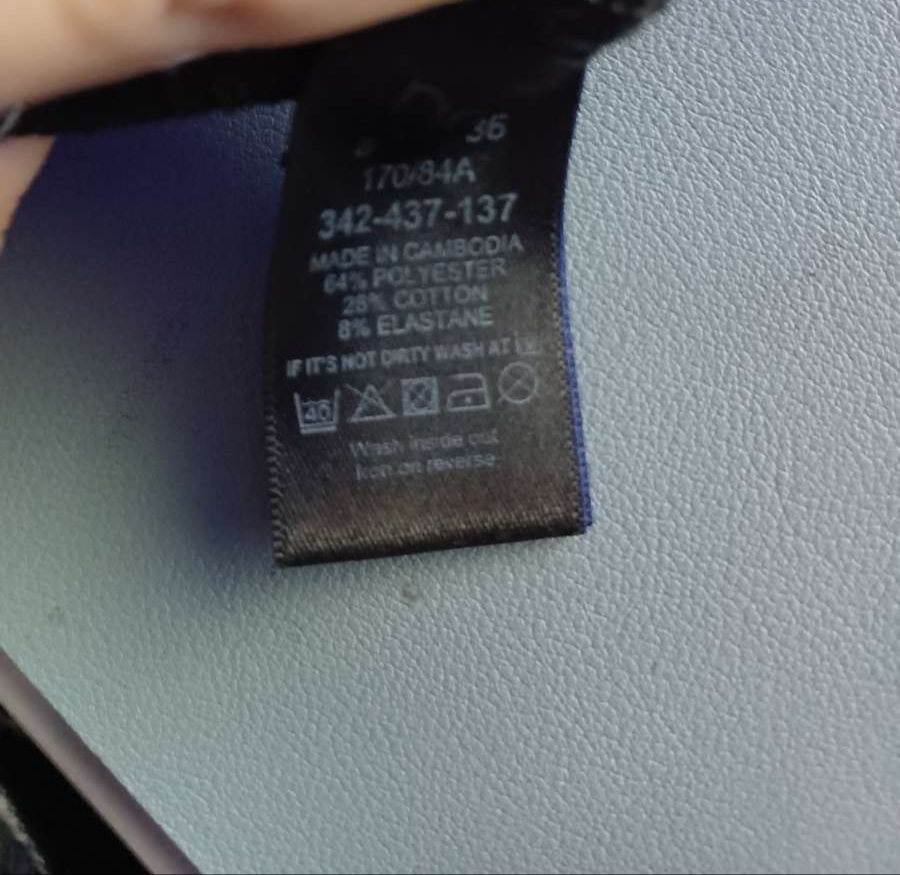 36
170/84A
342-437-137
MADE IN CAMBODIA
64% POLYESTER
28% COTTON
8% ELASTANE
IF IT'S NOT DIRTY WASH AT
40
Wash inside out
Iron on reverse